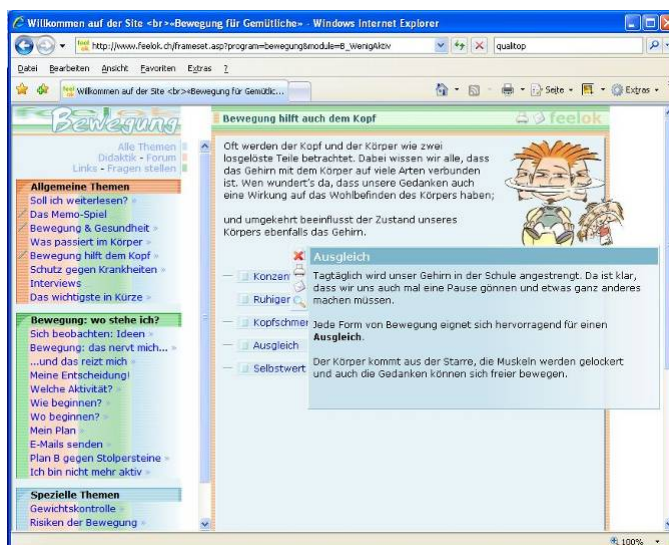 Willkommen auf der Site <br>«Bewegung für Gemütliche» - Windows Internet Explorer
http://www.feelok.ch/frameset.asp?program=bewegung&module=B_WenigAktiv
qualitop
Datei Bearbeiten Ansicht Favoriten Extras ?
Willkommen auf der Site <br>«Bewegung für Gemütlic...
Seite
Extras
Bewegung
Alle Themen
Didaktik - Forum
Links - Fragen stellen
Allgemeine Themen
Soll ich weiterlesen? »
Das Memo-Spiel
Bewegung & Gesundheit »
Was passiert im Körper »
Bewegung hilft dem Kopf »
Schutz gegen Krankheiten »
Interviews
Das wichtigste in Kürze »
Bewegung: wo stehe ich?
Sich beobachten: Ideen »
Bewegung: das nervt mich... »
...und das reizt mich »
Meine Entscheidung!
Welche Aktivität? »
Wie beginnen? »
Wo beginnen? »
Mein Plan »
E-Mails senden »
Plan B gegen Stolpersteine »
Ich bin nicht mehr aktiv »
Spezielle Themen
Gewichtskontrolle »
Risiken der Bewegung »
Bewegung hilft auch dem Kopf
feelok
Oft werden der Kopf und der Körper wie zwei
losgelöste Teile betrachtet. Dabei wissen wir alle, dass
das Gehirn mit dem Körper auf viele Arten verbunden
ist. Wen wundert's da, dass unsere Gedanken auch
eine Wirkung auf das Wohlbefinden des Körpers haben;
und umgekehrt beeinflusst der Zustand unseres
Körpers ebenfalls das Gehirn.
Konzen
Ruhiger
Kopfschmer
Ausgleich
Selbstwert
Ausgleich
Tagtäglich wird unser Gehirn in der Schule angestrengt. Da ist klar,
dass wir uns auch mal eine Pause gönnen und etwas ganz anderes
machen müssen.
Jede Form von Bewegung eignet sich hervorragend für einen
Ausgleich.
Der Körper kommt aus der Starre, die Muskeln werden gelockert
und auch die Gedanken können sich freier bewegen.
100%